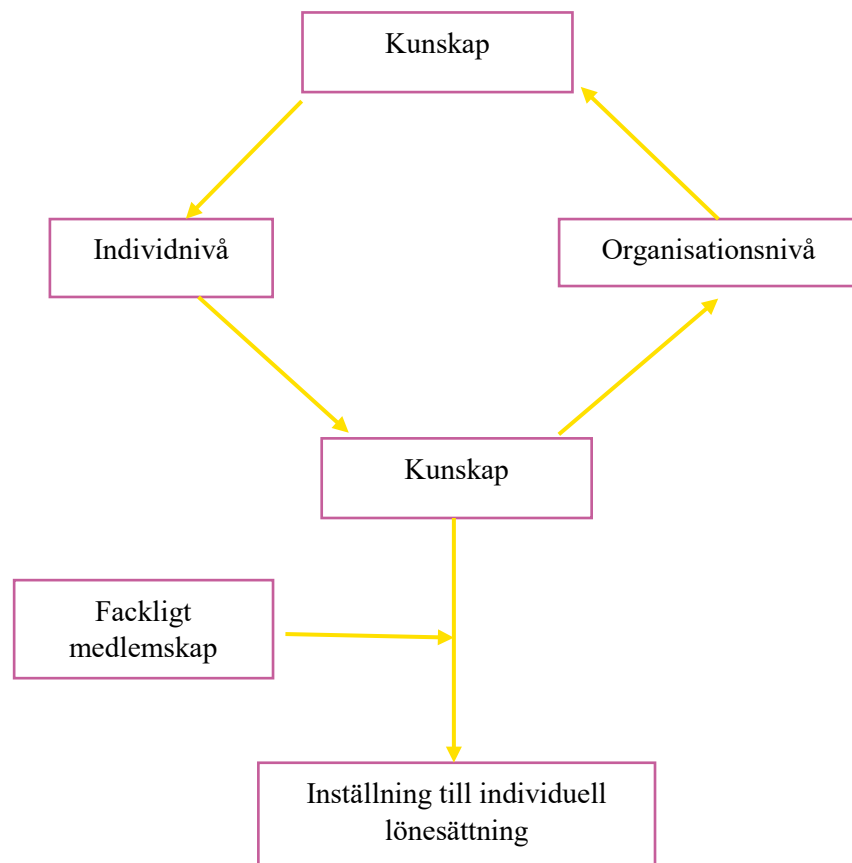 Kunskap
Individnivå
Organisationsnivå
Kunskap
Fackligt
medlemskap
Inställning till individuell
lönesättning